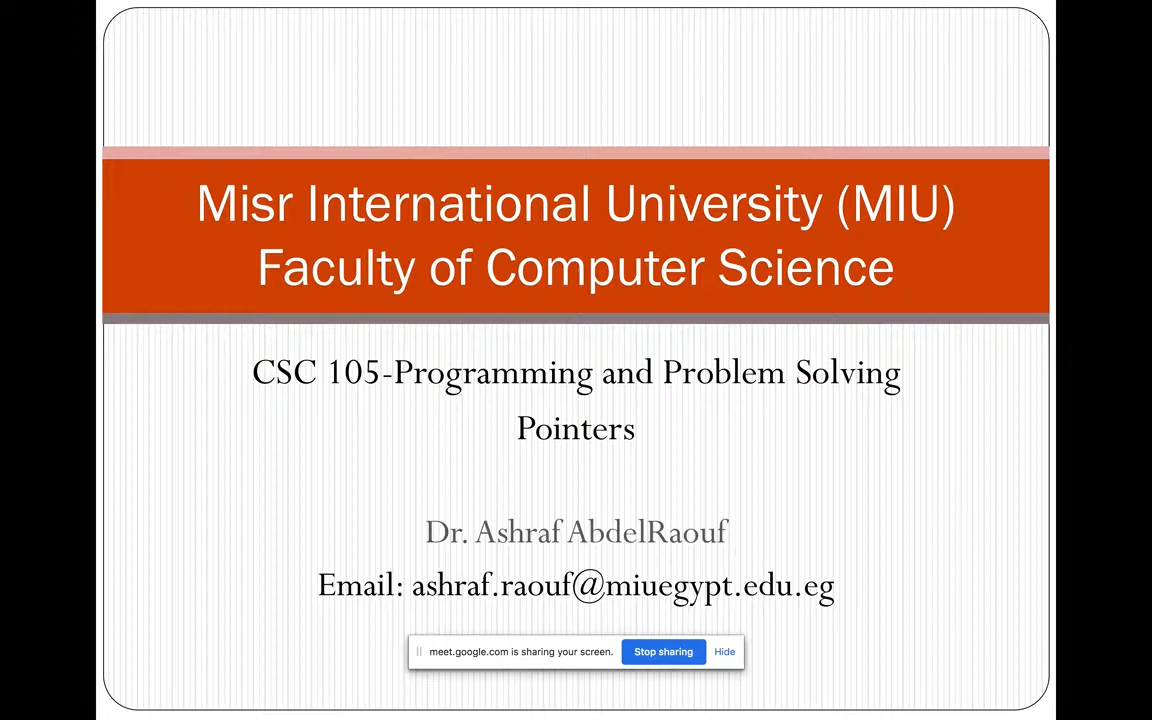 Misr International University (MIU)
Faculty of Computer Science
CSC 105-Programming and Problem Solving
Pointers
Dr. Ashraf AbdelRaouf
Email: ashraf.raouf@miuegypt.edu.eg
meet.google.com is sharing your screen. Stop sharing Hide